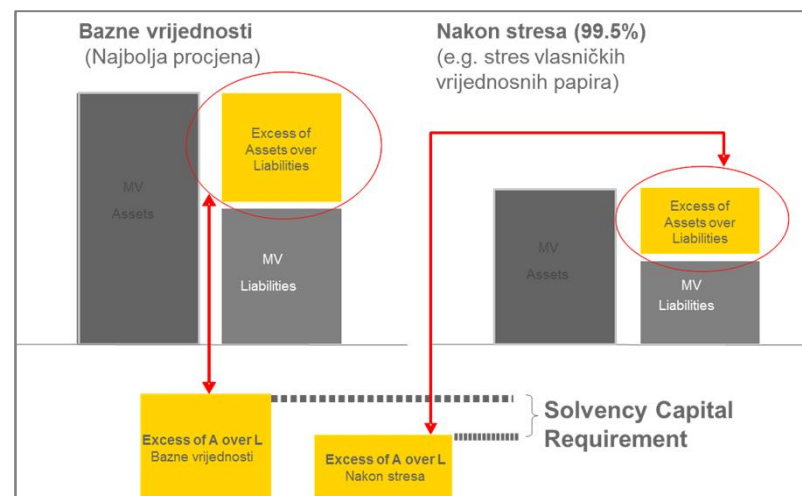 Bazne vrijednosti
(Najbolja procjena)
Nakon stresa (99.5%)
(e.g. stres vlasničkih
vrijednosnih papira)
MV
Assets
Excess of
Assets over
Liabilities
MV
Liabilities
MV
Assets
Excess of
Assets over
Liabilities
MV
Liabilities
Excess of A over L
Bazne vrijednosti
Excess of A over L
Nakon stresa
Solvency Capital
Requirement